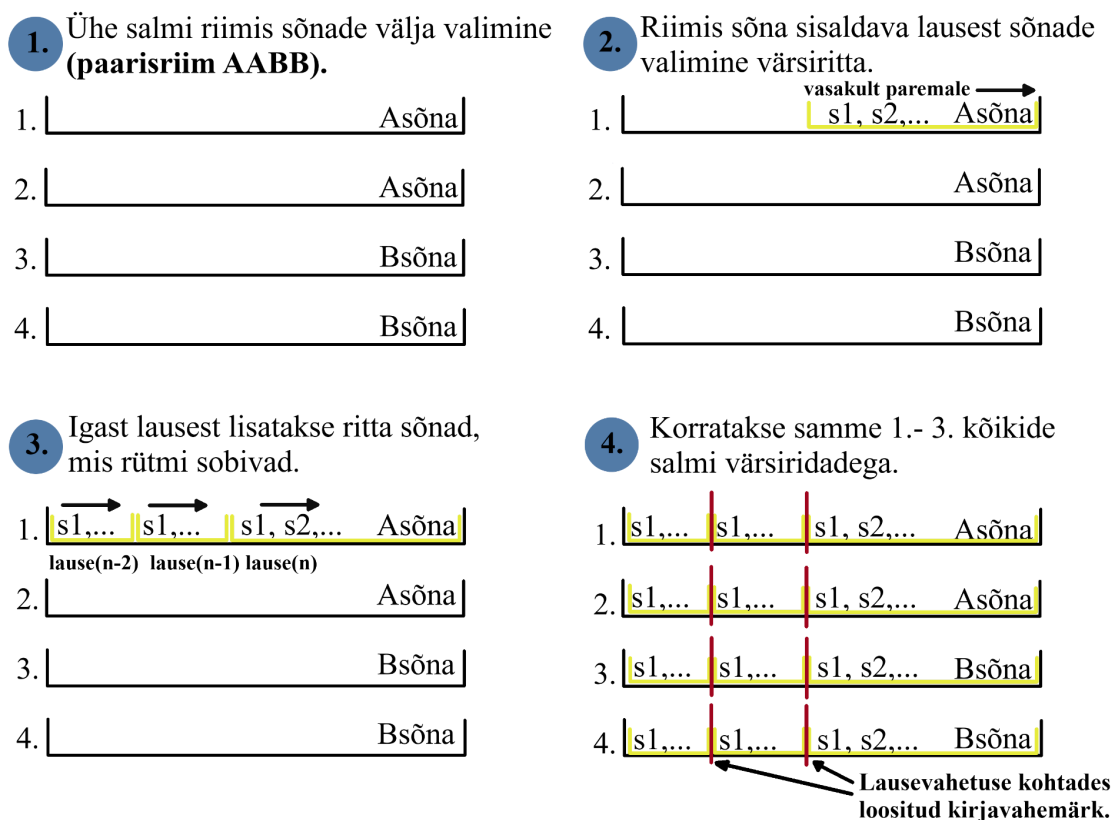 1. Ühe salmi riimis sõnade välja valimine
(paarisriim AABB).
1. Asõna
2. Asõna
3. Bsõna
4. Bsõna
2. Riimis sõna sisaldava lausest sõnade
valimine värsiritta.
vasakult paremale
1. s1, s2,... Asõna
2. Asõna
3. Bsõna
4. Bsõna
3. Igast lausest lisatakse ritta sõnad,
mis rütmi sobivad.
1. s1,... s1,... s1, s2,... Asõna
lause(n-2) lause(n-1) lause(n)
2. Asõna
3. Bsõna
4. Bsõna
4. Korratakse samme 1.- 3. kõikide
salmi värsiridadega.
1. s1,... s1,... s1, s2,... Asõna
2. s1,... s1,... s1, s2,... Asõna
3. s1,... s1,... s1, s2,... Bsõna
4. s1,... s1,... s1, s2,... Bsõna
Lausevahetuse kohtades
loositud kirjavahemärk.